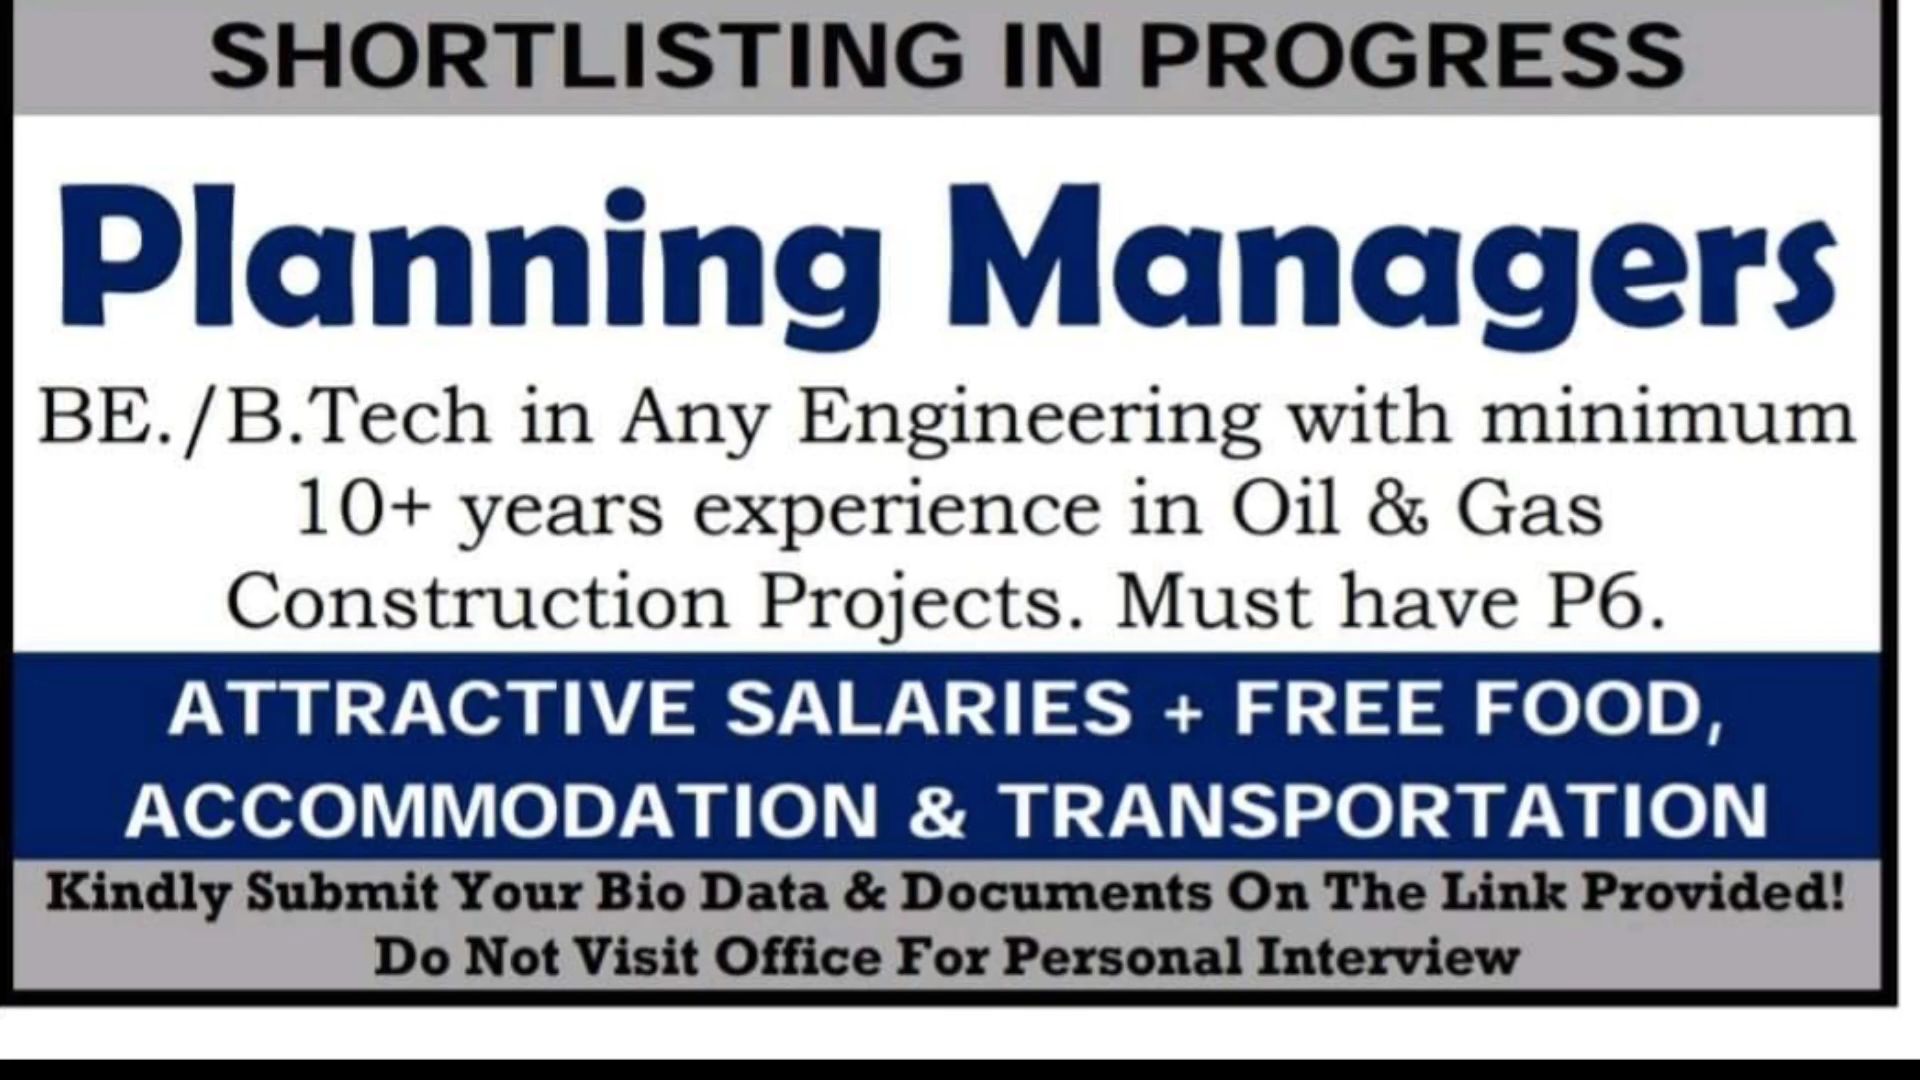 SHORTLISTING IN PROGRESS
Planning Managers
BE./B.Tech in Any Engineering with minimum
10+ years experience in Oil & Gas
Construction Projects. Must have P6.
ATTRACTIVE SALARIES + FREE FOOD,
ACCOMMODATION & TRANSPORTATION
Kindly Submit Your Bio Data & Documents On The Link Provided!
Do Not Visit Office For Personal Interview